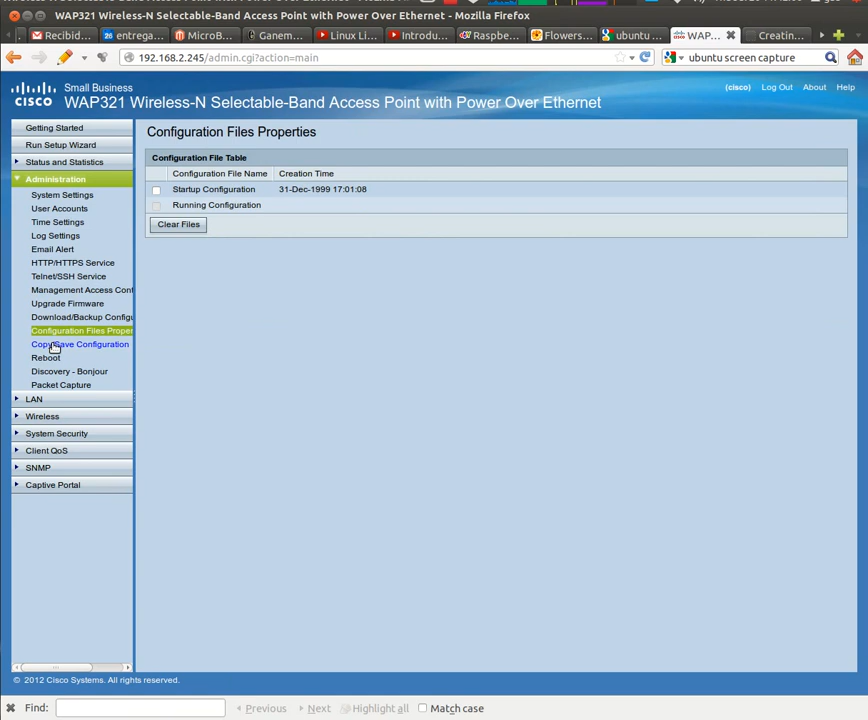 WAP321 Wireless-N Selectable-Band Access Point with Power Over Ethernet - Mozilla Firefox
Recibid... entrega... MicroB... Ganem... Linux Li... Introdu... Raspbe... Flowers... ubuntu ... WAP... Creatin...
192.168.2.245/admin.cgi?action=main ubuntu screen capture
Small Business
cisco WAP321 Wireless-N Selectable-Band Access Point with Power Over Ethernet
(cisco) Log Out About Help
Getting Started
Run Setup Wizard
Status and Statistics
Administration
System Settings
User Accounts
Time Settings
Log Settings
Email Alert
HTTP/HTTPS Service
Telnet/SSH Service
Management Access Cont
Upgrade Firmware
Download/Backup Configu
Configuration Files Proper
Copy/Save Configuration
Reboot
Discovery - Bonjour
Packet Capture
LAN
Wireless
System Security
Client QoS
SNMP
Captive Portal
Configuration Files Properties
Configuration File Table
Configuration File Name Creation Time
Startup Configuration 31-Dec-1999 17:01:08
Running Configuration
Clear Files
© 2012 Cisco Systems. All rights reserved.
Find: Previous Next Highlight all Match case